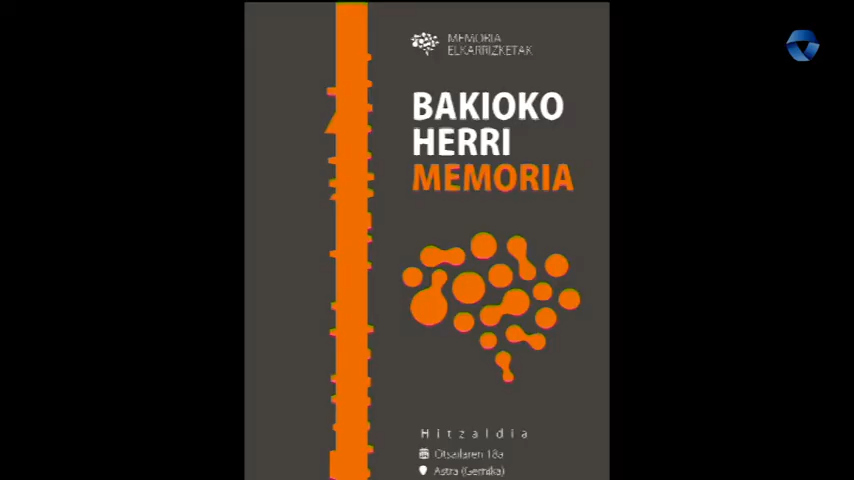 MEMORIA
ELKARRIZKETAK
BAKIOKO
HERRI
MEMORIA
Hitzaldia
Otsailaren 18a
Astra (Gernika)